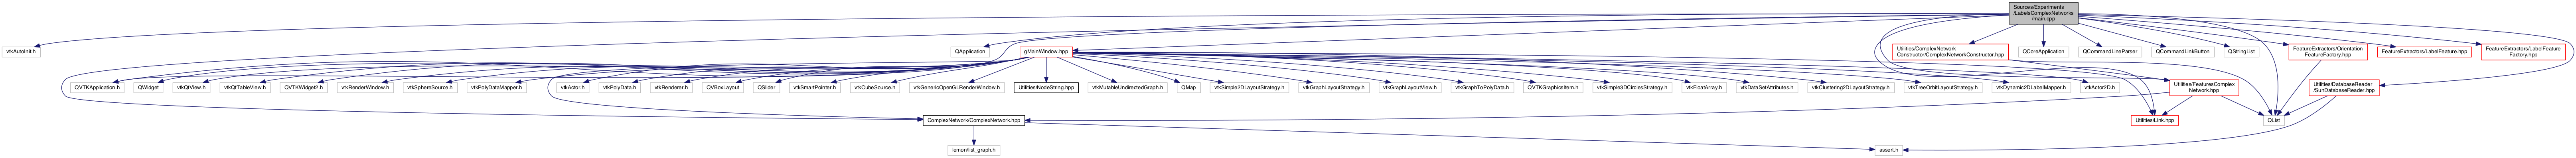 Sources/Experiments
/LabelsComplexNetworks
/main.cpp
vtkAutoInit.h
QApplication
gMainWindow.hpp
Utilities/ComplexNetwork
Constructor/ComplexNetworkConstructor.hpp
QCoreApplication
QCommandLineParser
QCommandLinkButton
QStringList
FeatureExtractors/Orientation
FeatureFactory.hpp
FeatureExtractors/LabelFeature.hpp
FeatureExtractors/LabelFeature
Factory.hpp
QVTKApplication.h
QWidget
vtkQtView.h
vtkQtTableView.h
QVTKWidget2.h
vtkRenderWindow.h
vtkSphereSource.h
vtkPolyDataMapper.h
vtkActor.h
vtkPolyData.h
vtkRenderer.h
QVBoxLayout
QSlider
vtkSmartPointer.h
vtkCubeSource.h
vtkGenericOpenGLRenderWindow.h
Utilities/NodeString.hpp
vtkMutableUndirectedGraph.h
QMap
vtkSimple2DLayoutStrategy.h
vtkGraphLayoutStrategy.h
vtkGraphLayoutView.h
vtkGraphToPolyData.h
QVTKGraphicsItem.h
vtkSimple3DCirclesStrategy.h
vtkFloatArray.h
vtkDataSetAttributes.h
vtkClustering2DLayoutStrategy.h
vtkTreeOrbitLayoutStrategy.h
vtkDynamic2DLabelMapper.h
vtkActor2D.h
Utilities/FeaturesComplex
Network.hpp
Utilities/DatabaseReader
/SunDatabaseReader.hpp
ComplexNetwork/ComplexNetwork.hpp
Utilities/Link.hpp
QList
lemon/list_graph.h
assert.h